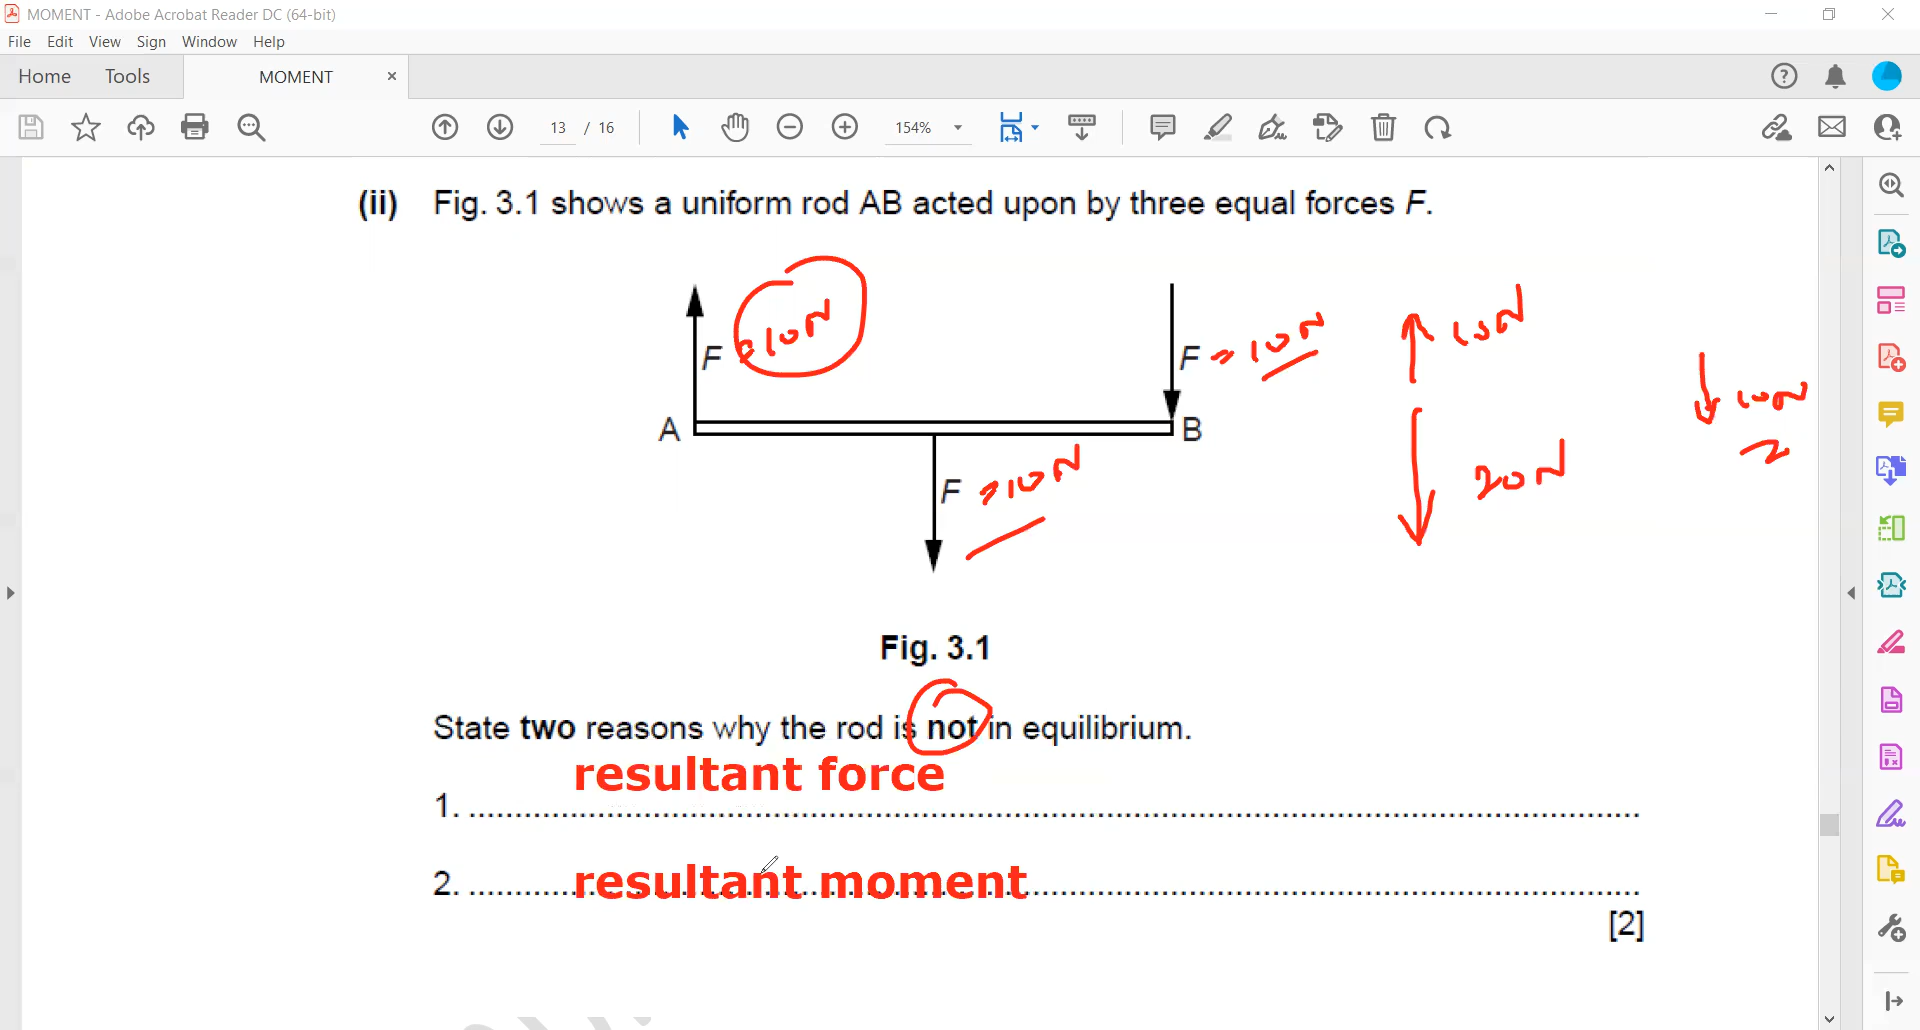 MOMENT - Adobe Acrobat Reader DC (64-bit)
File Edit View Sign Window Help
Home Tools MOMENT ×
13 / 16 154%
(ii) Fig. 3.1 shows a uniform rod AB acted upon by three equal forces F.
F = 10N
F = 10N
10N
10N
A
B
F = 10N
20N
Fig. 3.1
State two reasons why the rod is not in equilibrium.
resultant force
1. ....................
resultant moment
2. ....................
[2]